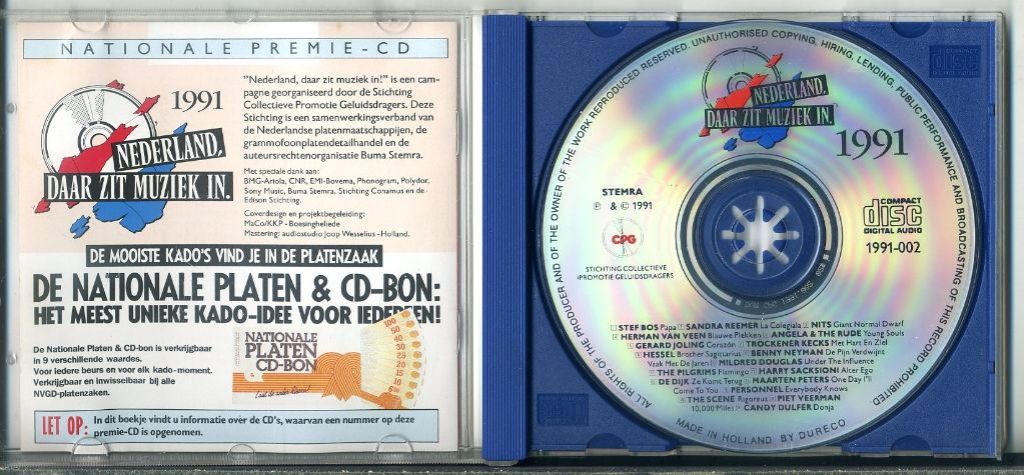 NATIONALE PREMIE-CD
1991
NEDERLAND,
DAAR ZIT MUZIEK IN.
"Nederland, daar zit muziek in!" is een cam-
pagne georganiseerd door de Stichting
Collectieve Promotie Geluidsdragers. Deze
Stichting is een samenwerkingsverband van
de Nederlandse platenmaatschappijen, de
grammofoonplatendetailhandel en de
auteursrechtenorganisatie Buma Stemra.
Met speciale dank aan:
BMG-Ariola, CNR, EMI-Bovema, Phonogram, Polydor,
Sony Music, Buma Stemra, Stichting Conamus en de
Edison Stichting.
Coverdesign en projektbegeleiding:
MaCo/KKP - Boesingheliede
Mastering: audiostudio Joop Wesselius - Holland.
DE MOOISTE KADO'S VIND JE IN DE PLATENZAAK
DE NATIONALE PLATEN & CD-BON:
HET MEEST UNIEKE KADO-IDEE VOOR IEDEREEN!
De Nationale Platen & CD-bon is verkrijgbaar
in 9 verschillende waardes.
Voor iedere beurs en voor elk kado-moment.
Verkrijgbaar en inwisselbaar bij alle
NVGD-platenzaken.
NATIONALE
PLATEN
CD-BON
100
50
LET OP:
In dit boekje vindt u informatie over de CD's, waarvan een nummer op deze
premie-CD is opgenomen.
ALL RIGHTS OF THE PRODUCER AND OF THE OWNER OF THE WORK REPRODUCED RESERVED. UNAUTHORISED COPYING, HIRING, LENDING, PUBLIC PERFORMANCE AND BROADCASTING OF THIS RECORD PROHIBITED
NEDERLAND,
DAAR ZIT MUZIEK IN.
1991
STEMRA
℗ & © 1991
CPG
STICHTING COLLECTIEVE
PROMOTIE GELUIDSDRAGERS
COMPACT
disc
DIGITAL AUDIO
1991-002
STEF BOS Papa SANDRA REEMER La Colegiala NITS Giant Normal Dwarf
HERMAN VAN VEEN Blauwe Plekken ANGELA & THE RUDE Young Souls
GERARD JOLING Corazón TROCKENER KECKS Met Hart En Ziel
HESSEL Brother Sagittarius BENNY NEYMAN De Pijn Verdwijnt
Vaak Met De Jaren MILDRED DOUGLAS Under The Influence
THE PILGRIMS Flamingo HARRY SACKSIONI Alter Ego
DE DIJK Ze Komt Terug MAARTEN PETERS One Day I'll
Come To You PERSONNEL Everybody Knows
THE SCENE Rigoreus PIET VEERMAN
10,000 Miles CANDY DULFER Donja
MADE IN HOLLAND BY DURECO
COMPACT
disc
DIGITAL AUDIO